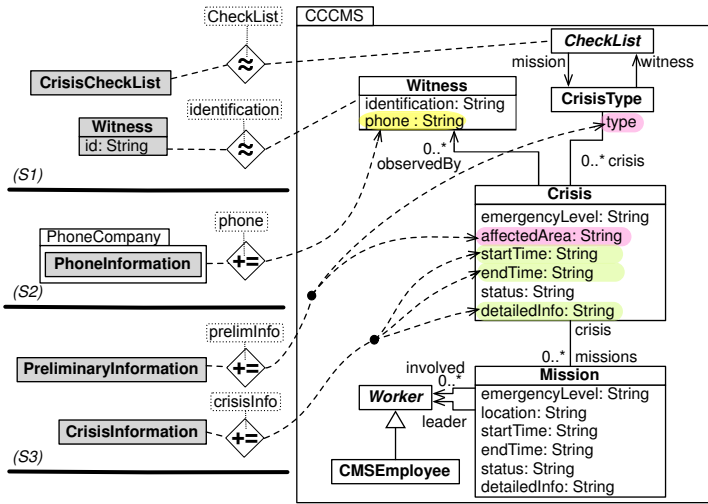 CheckList
CCCMS
CheckList
≈
CrisisCheckList
mission
witness
Witness
identification: String
phone : String
CrisisType
identification
Witness
id: String
≈
type
0..*
observedBy
0..* crisis
(S1)
Crisis
emergencyLevel: String
affectedArea: String
startTime: String
endTime: String
status: String
detailedInfo: String
phone
PhoneCompany
PhoneInformation
+=
(S2)
crisis
prelimInfo
PreliminaryInformation
+=
0..*
missions
involved
0..*
Mission
emergencyLevel: String
location: String
startTime: String
endTime: String
status: String
detailedInfo: String
crisisInfo
Worker
leader
CrisisInformation
+=
(S3)
CMSEmployee